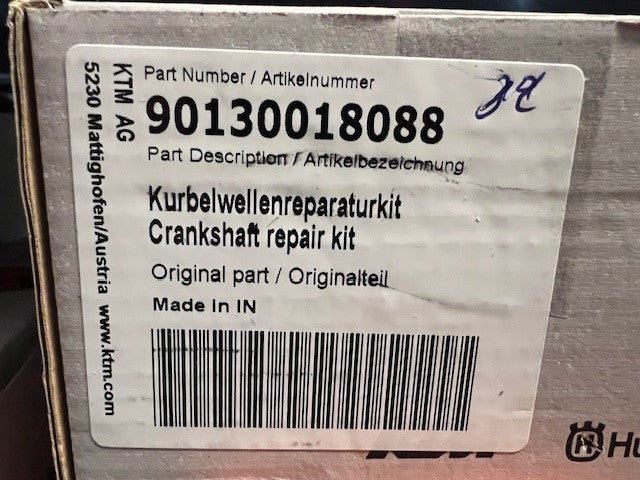 Part Number / Artikelnummer
90130018088
Part Description / Artikelbezeichnung
Kurbelwellenreparaturkit
Crankshaft repair kit
Original part / Originalteil
Made In IN
KTM AG
5230 Mattighofen/Austria www.ktm.com